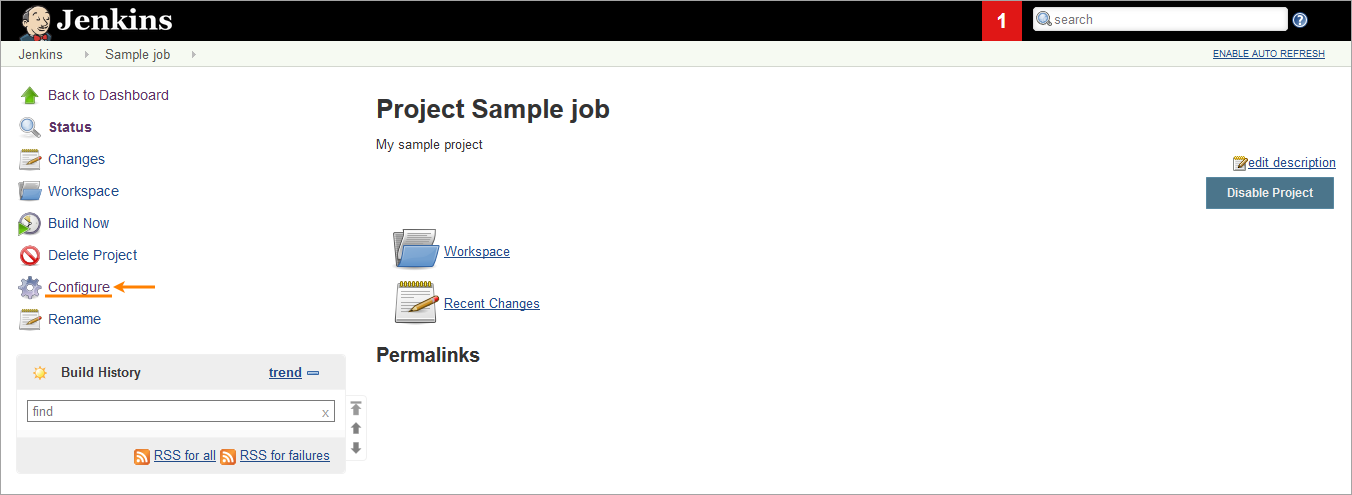 Jenkins
1
search
?
Jenkins
Sample job
ENABLE AUTO REFRESH
Back to Dashboard
Status
Changes
Workspace
Build Now
Delete Project
Configure
Rename
Build History
trend
find
x
RSS for all
RSS for failures
Project Sample job
My sample project
edit description
Disable Project
Workspace
Recent Changes
Permalinks